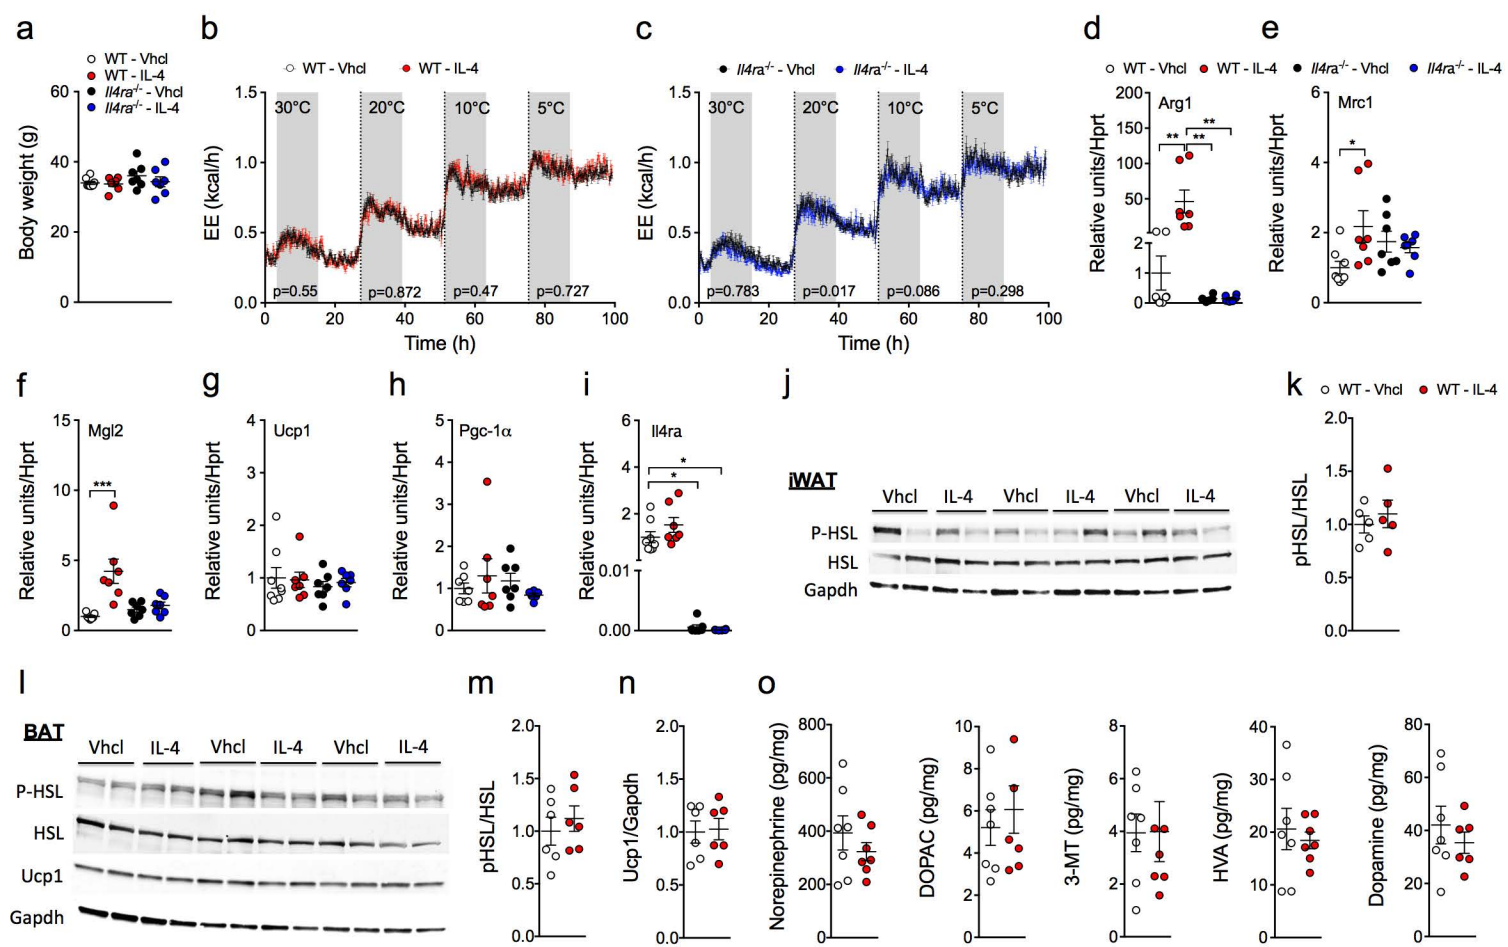 a
WT - Vhcl
WT - IL-4
Il4ra-/- - Vhcl
Il4ra-/- - IL-4
Body weight (g)
60
40
20
0
b
WT - Vhcl
WT - IL-4
EE (kcal/h)
1.5
1.0
0.5
0.0
30°C
20°C
10°C
5°C
p=0.55
p=0.872
p=0.47
p=0.727
0
20
40
60
80
100
Time (h)
c
Il4ra-/- - Vhcl
Il4ra-/- - IL-4
EE (kcal/h)
1.5
1.0
0.5
0.0
30°C
20°C
10°C
5°C
p=0.783
p=0.017
p=0.086
p=0.298
0
20
40
60
80
100
Time (h)
d
e
WT - Vhcl
WT - IL-4
Il4ra-/- - Vhcl
Il4ra-/- - IL-4
Relative units/Hprt
200
150
100
50
2
1
0
Arg1
**
**
**
Relative units/Hprt
6
4
2
0
Mrc1
*
f
Relative units/Hprt
15
10
5
0
Mgl2
***
g
Relative units/Hprt
4
3
2
1
0
Ucp1
h
Relative units/Hprt
5
4
3
2
1
0
Pgc-1α
i
Relative units/Hprt
6
4
2
0.01
0.00
Il4ra
*
*
j
iWAT
Vhcl
IL-4
Vhcl
IL-4
Vhcl
IL-4
P-HSL
HSL
Gapdh
k
WT - Vhcl
WT - IL-4
pHSL/HSL
2.0
1.5
1.0
0.5
0.0
l
BAT
Vhcl
IL-4
Vhcl
IL-4
Vhcl
IL-4
P-HSL
HSL
Ucp1
Gapdh
m
pHSL/HSL
2.0
1.5
1.0
0.5
0.0
n
Ucp1/Gapdh
2.0
1.5
1.0
0.5
0.0
o
Norepinephrine (pg/mg)
800
600
400
200
0
DOPAC (pg/mg)
10
8
6
4
2
0
3-MT (pg/mg)
8
6
4
2
0
HVA (pg/mg)
40
30
20
10
0
Dopamine (pg/mg)
80
60
40
20
0